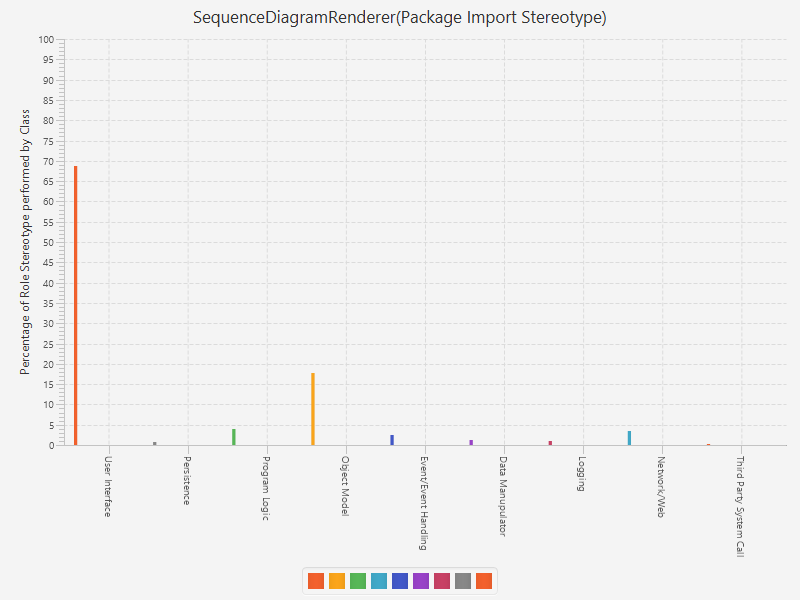 SequenceDiagramRenderer(Package Import Stereotype)
Percentage of Role Stereotype performed by Class
100
95
90
85
80
75
70
65
60
55
50
45
40
35
30
25
20
15
10
5
0
User Interface
Persistence
Program Logic
Object Model
Event/Event Handling
Data Manupulator
Logging
Network/Web
Third Party System Call